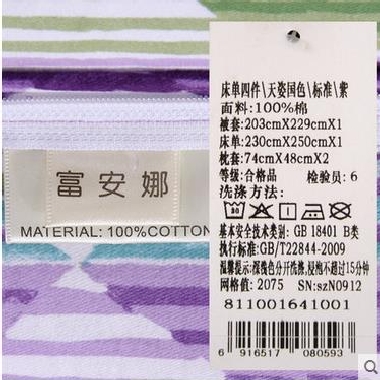 富安娜
MATERIAL: 100%COTTON
床单四件\天姿国色\标准\紫
面料:100%棉
被套:203cmX229cmX1
床单:230cmX250cmX1
枕套:74cmX48cmX2
等级:合格品 检验员:6
洗涤方法:
基本安全技术类别: GB 18401 B类
执行标准:GB/T22844-2009
温馨提示:深浅色分开洗涤,浸泡不超过15分钟
网格值: 2075 SN:szN0912
811001641001
6 916517 080593